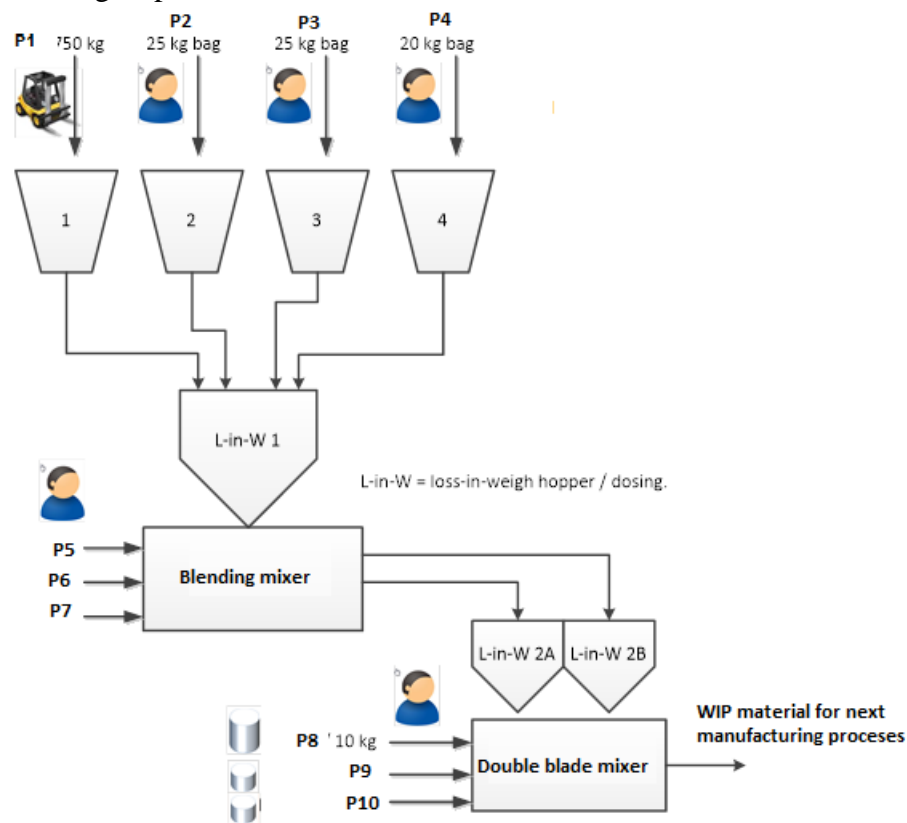 P2
P3
P4
P1 750 kg
25 kg bag
25 kg bag
20 kg bag
1
2
3
4
L-in-W 1
L-in-W = loss-in-weigh hopper / dosing.
P5
P6
P7
Blending mixer
L-in-W 2A
L-in-W 2B
WIP material for next
manufacturing proceses
P8 ' 10 kg
P9
P10
Double blade mixer